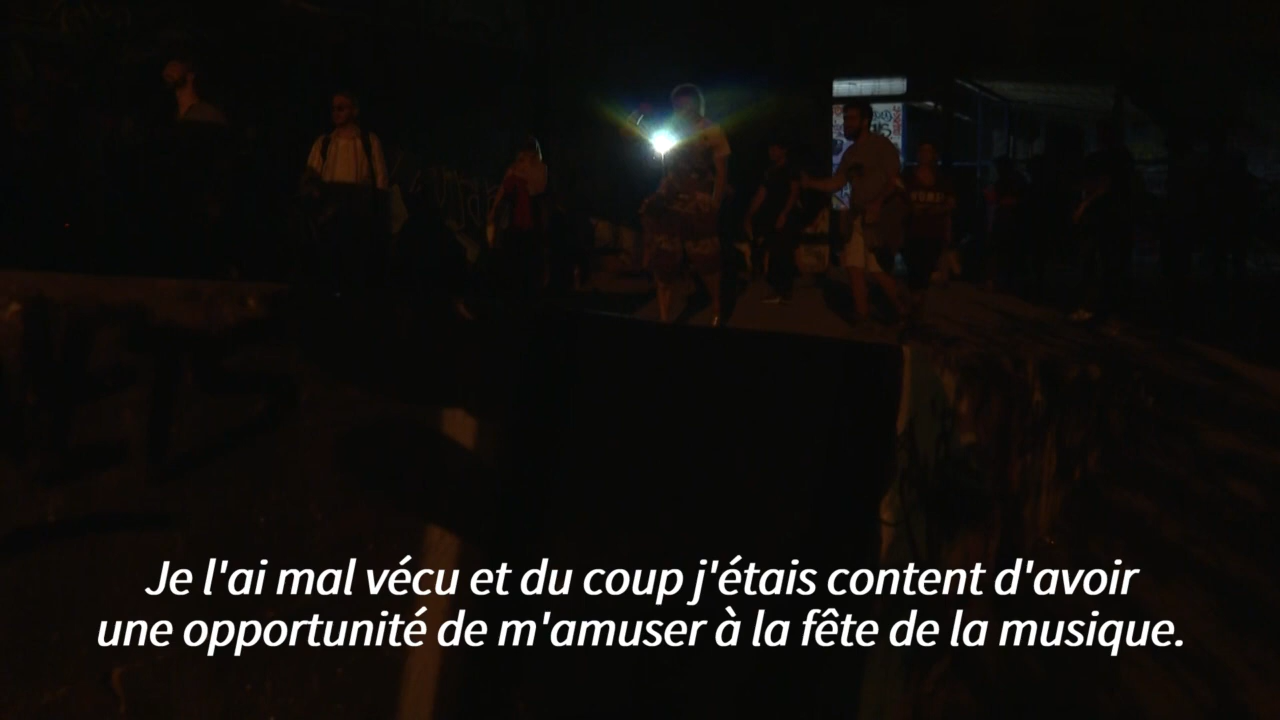 Je l'ai mal vécu et du coup j'étais content d'avoir
une opportunité de m'amuser à la fête de la musique.